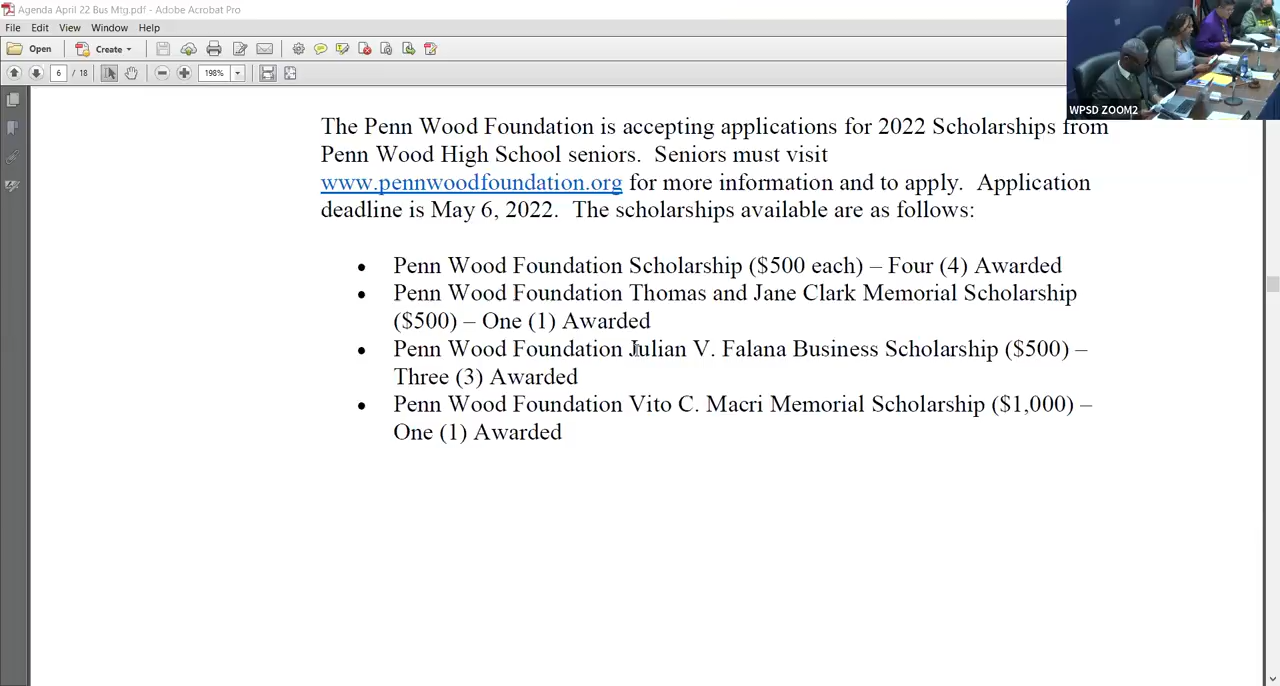 Agenda April 22 Bus Mtg.pdf - Adobe Acrobat Pro
File Edit View Window Help
Open Create
6 / 18 198%
WPSD ZOOM2
The Penn Wood Foundation is accepting applications for 2022 Scholarships from
Penn Wood High School seniors. Seniors must visit
www.pennwoodfoundation.org for more information and to apply. Application
deadline is May 6, 2022. The scholarships available are as follows:
• Penn Wood Foundation Scholarship ($500 each) – Four (4) Awarded
• Penn Wood Foundation Thomas and Jane Clark Memorial Scholarship
($500) – One (1) Awarded
• Penn Wood Foundation Julian V. Falana Business Scholarship ($500) –
Three (3) Awarded
• Penn Wood Foundation Vito C. Macri Memorial Scholarship ($1,000) –
One (1) Awarded